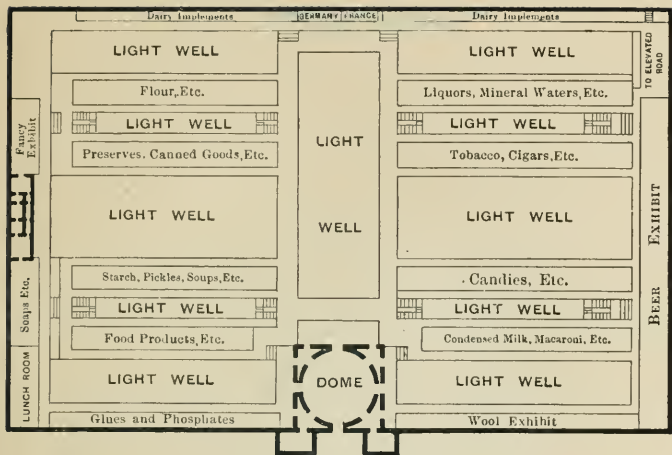 Dairy Implements
GERMANY FRANCE
Dairy Implements
LIGHT WELL
LIGHT WELL
TO ELEVATED
ROAD
Flour, Etc.
Liquors, Mineral Waters, Etc.
Fancy
Exhibit
LIGHT WELL
LIGHT
WELL
LIGHT WELL
Preserves, Canned Goods, Etc.
Tobacco, Cigars, Etc.
LIGHT WELL
LIGHT WELL
BEER EXHIBIT
Soaps Etc.
Starch, Pickles, Soups, Etc.
Candies, Etc.
LIGHT WELL
LIGHT WELL
Food Products, Etc.
Condensed Milk, Macaroni, Etc.
LUNCH ROOM
LIGHT WELL
DOME
LIGHT WELL
Glues and Phosphates
Wool Exhibit